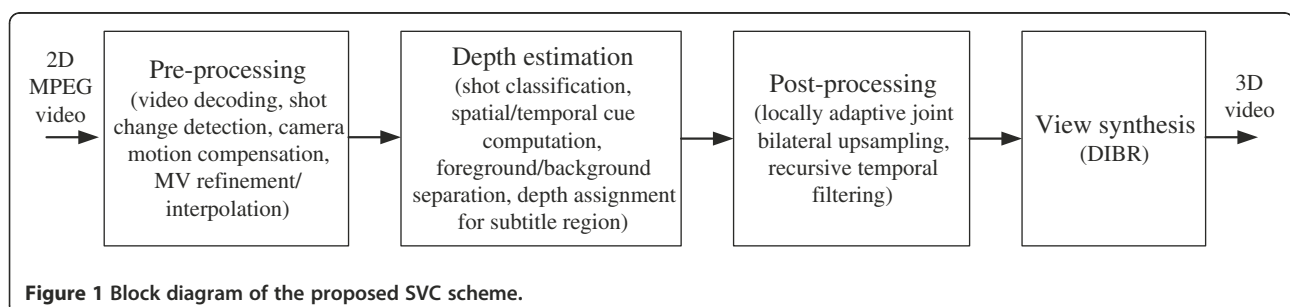 2D
MPEG
video
Pre-processing
(video decoding, shot
change detection, camera
motion compensation,
MV refinement/
interpolation)
Depth estimation
(shot classification,
spatial/temporal cue
computation,
foreground/background
separation, depth assignment
for subtitle region)
Post-processing
(locally adaptive joint
bilateral upsampling,
recursive temporal
filtering)
View synthesis
(DIBR)
3D
video
Figure 1 Block diagram of the proposed SVC scheme.